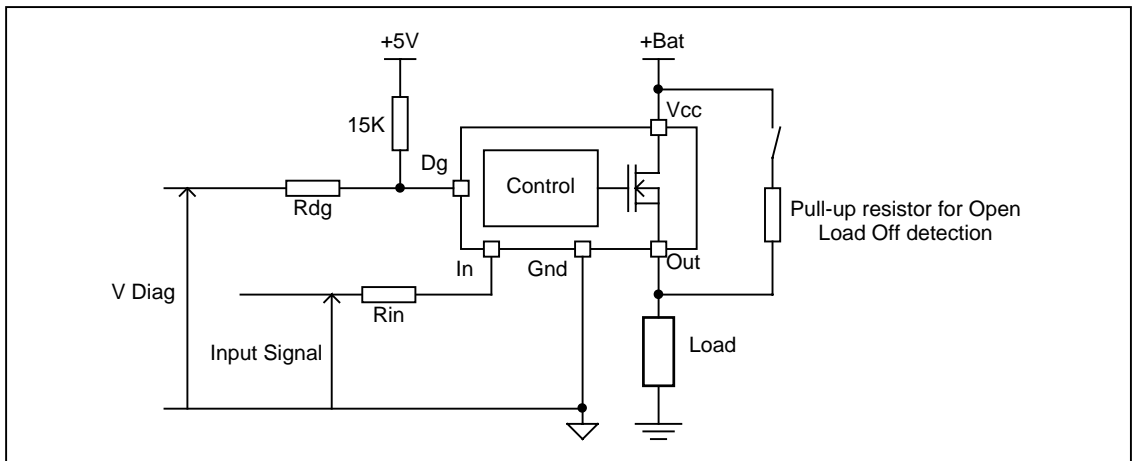 +5V
+Bat
Vcc
15K
Dg
Control
Rdg
Pull-up resistor for Open
Load Off detection
In
Gnd
Out
V Diag
Rin
Input Signal
Load